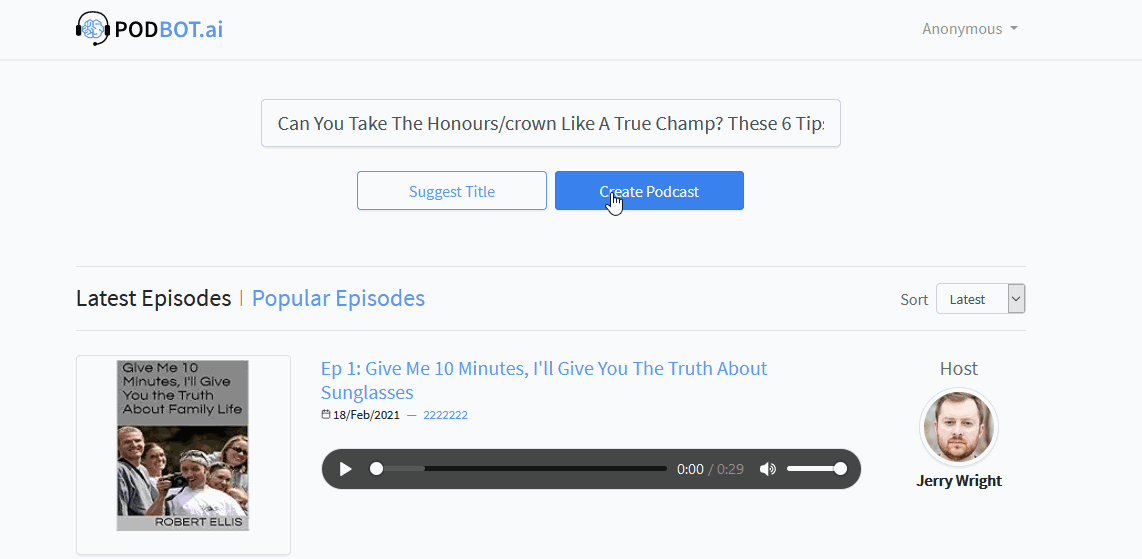 PODBOT.ai
Anonymous
Can You Take The Honours/crown Like A True Champ? These 6 Tips
Suggest Title
Create Podcast
Latest Episodes | Popular Episodes
Sort
Latest
Give Me 10
Minutes, I'll Give
You the Truth
About Family Life
ROBERT ELLIS
Ep 1: Give Me 10 Minutes, I'll Give You The Truth About
Sunglasses
18/Feb/2021 — 2222222
0:00 / 0:29
Host
Jerry Wright